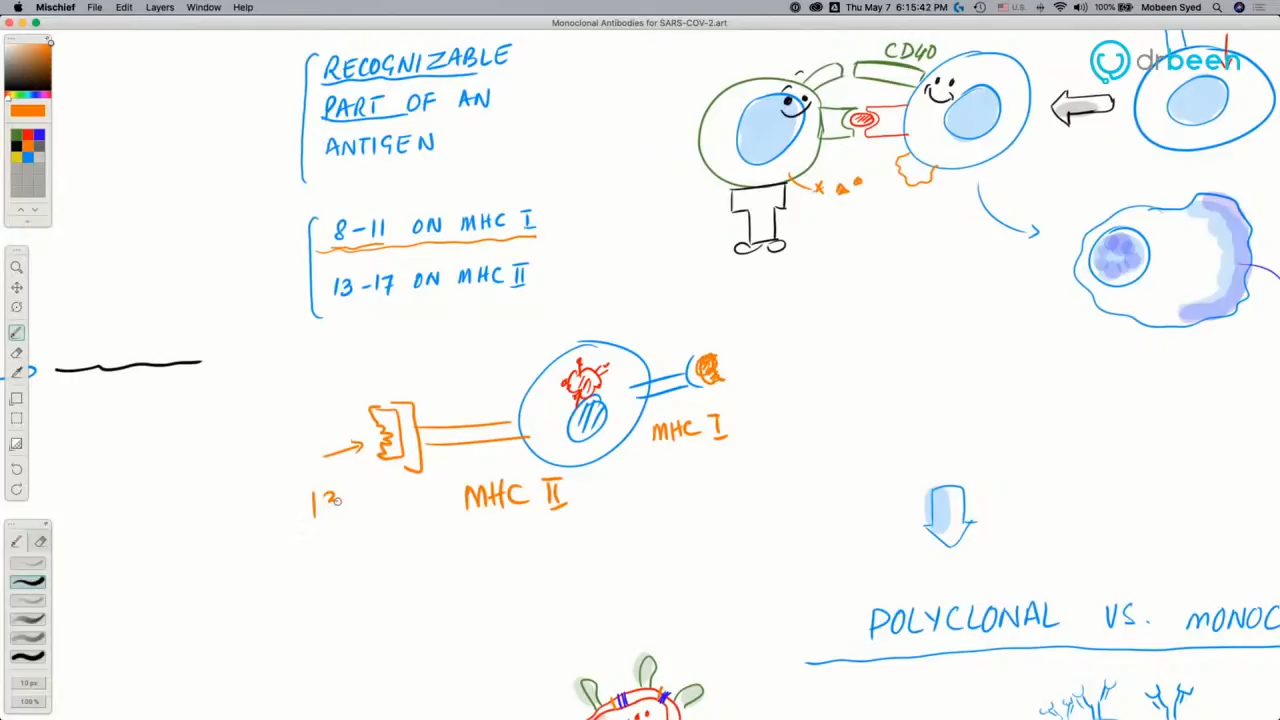 Mischief File Edit Layers Window Help 100% Thu May 7 6:15:42 PM Mobeen Syed
Monoclonal Antibodies for SARS-COV-2.art
drbeen
CD40
RECOGNIZABLE
PART OF AN
ANTIGEN
8-11 ON MHC I
13-17 ON MHC II
MHC I
MHC II
POLYCLONAL VS. MONOC
10 px
100 %